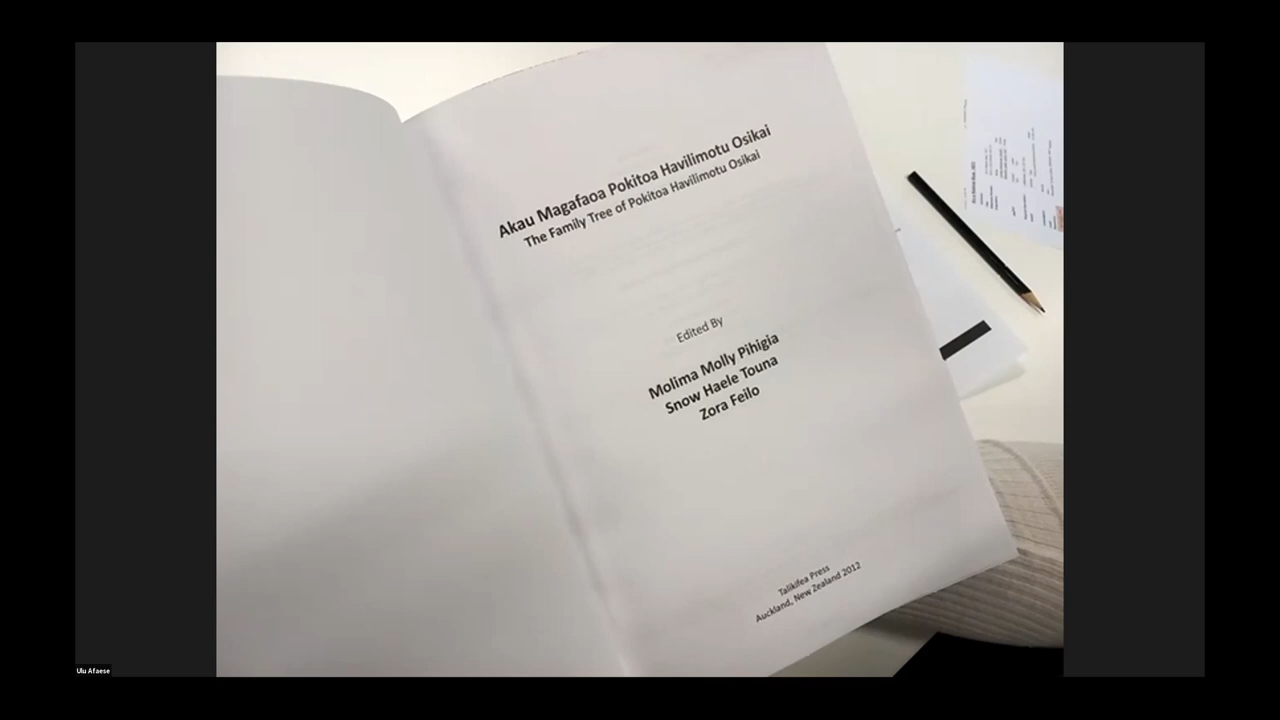 Akau Magafaoa Pokitoa Havilimotu Osikai
The Family Tree of Pokitoa Havilimotu Osikai
Edited By
Molima Molly Pihigia
Snow Haele Touna
Zora Feilo
Talikifea Press
Auckland, New Zealand 2012
Ulu Afaese